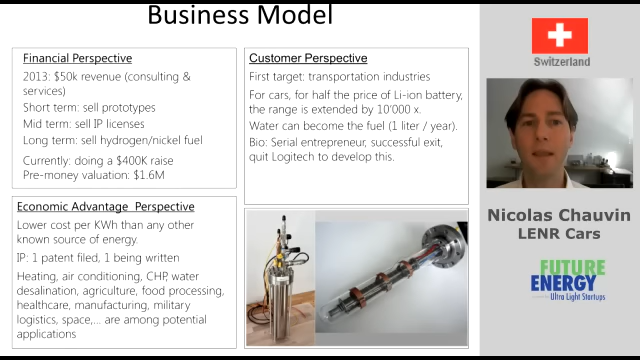 Business Model
Financial Perspective
2013: $50k revenue (consulting &
services)
Short term: sell prototypes
Mid term: sell IP licenses
Long term: sell hydrogen/nickel fuel
Currently: doing a $400K raise
Pre-money valuation: $1.6M
Customer Perspective
First target: transportation industries
For cars, for half the price of Li-ion battery,
the range is extended by 10'000 x.
Water can become the fuel (1 liter / year).
Bio: Serial entrepreneur, successful exit,
quit Logitech to develop this.
Economic Advantage Perspective
Lower cost per KWh than any other
known source of energy.
IP: 1 patent filed, 1 being written
Heating, air conditioning, CHP, water
desalination, agriculture, food processing,
healthcare, manufacturing, military
logistics, space,... are among potential
applications
Switzerland
Nicolas Chauvin
LENR Cars
FUTURE
ENERGY
Ultra Light Startups